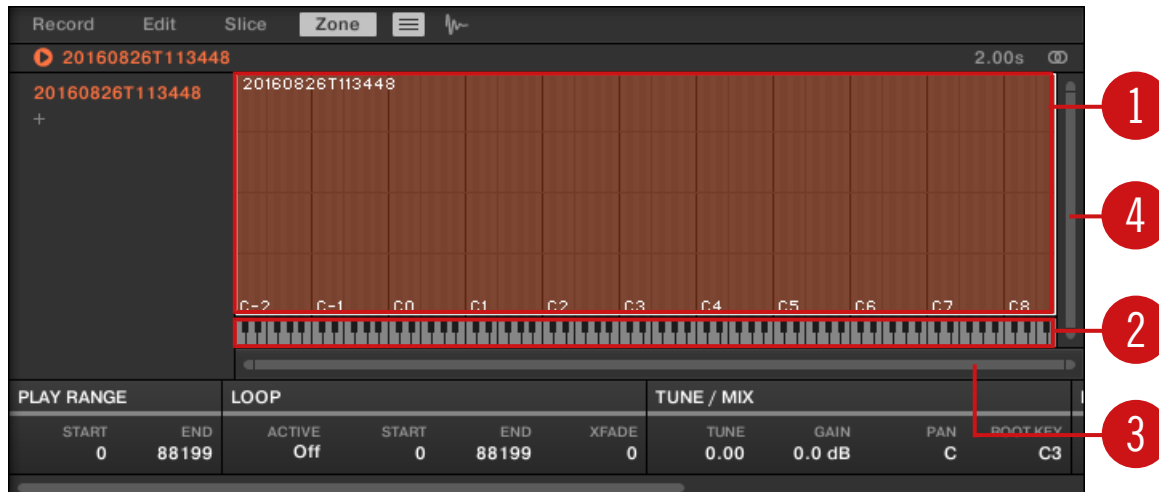 Record Edit Slice Zone
20160826T113448 2.00s
20160826T113448
+
20160826T113448
1
4
C-2 C-1 C0 C1 C2 C3 C4 C5 C6 C7 C8
2
PLAY RANGE LOOP TUNE / MIX
START END ACTIVE START END XFADE TUNE GAIN PAN ROOT KEY
0 88199 Off 0 88199 0 0.00 0.0 dB C C3
3